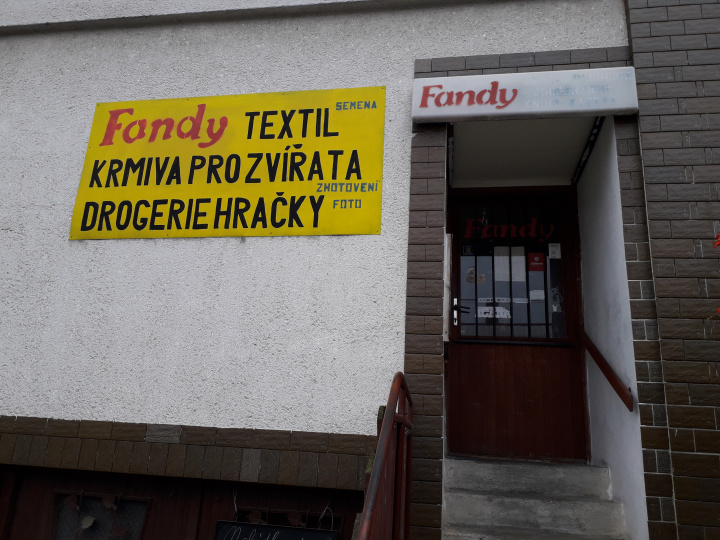 Fandy TEXTIL SEMENA
KRMIVA PRO ZVÍŘATA
ZHOTOVENÍ
DROGERIE HRAČKY FOTO
Fandy
Fandy